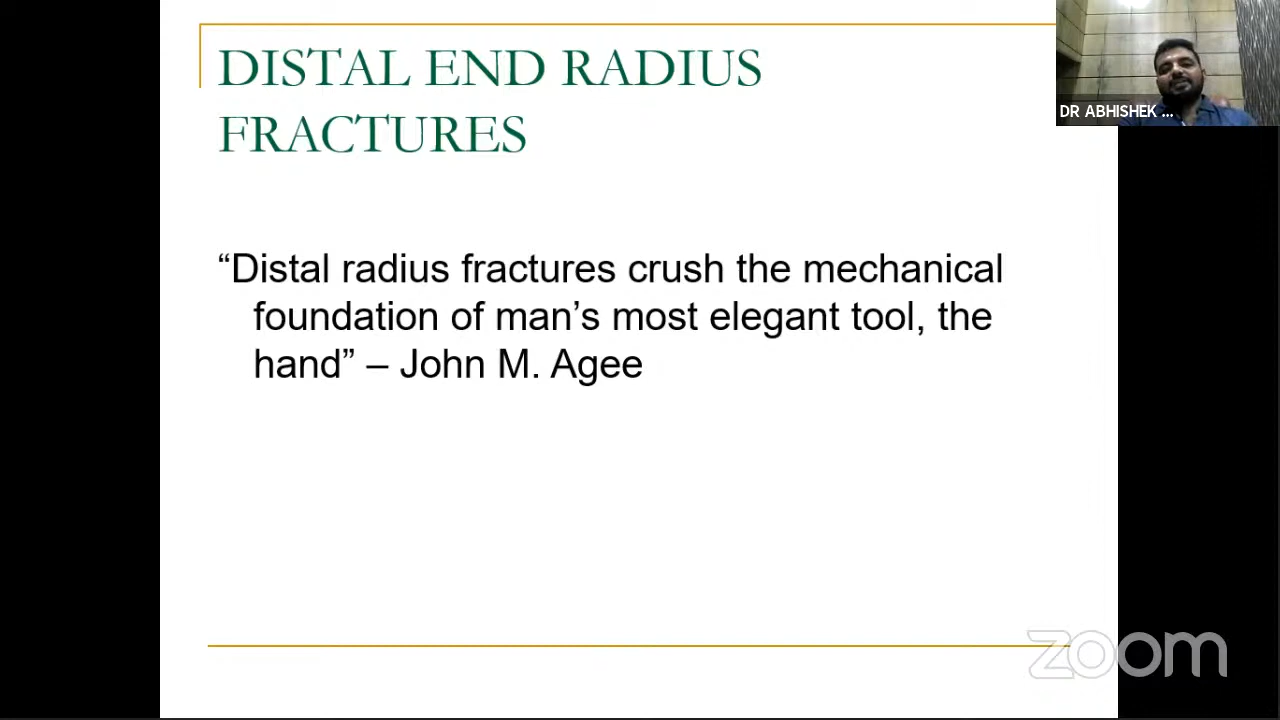 DISTAL END RADIUS
FRACTURES
DR ABHISHEK ...
“Distal radius fractures crush the mechanical
foundation of man’s most elegant tool, the
hand” – John M. Agee
zoom